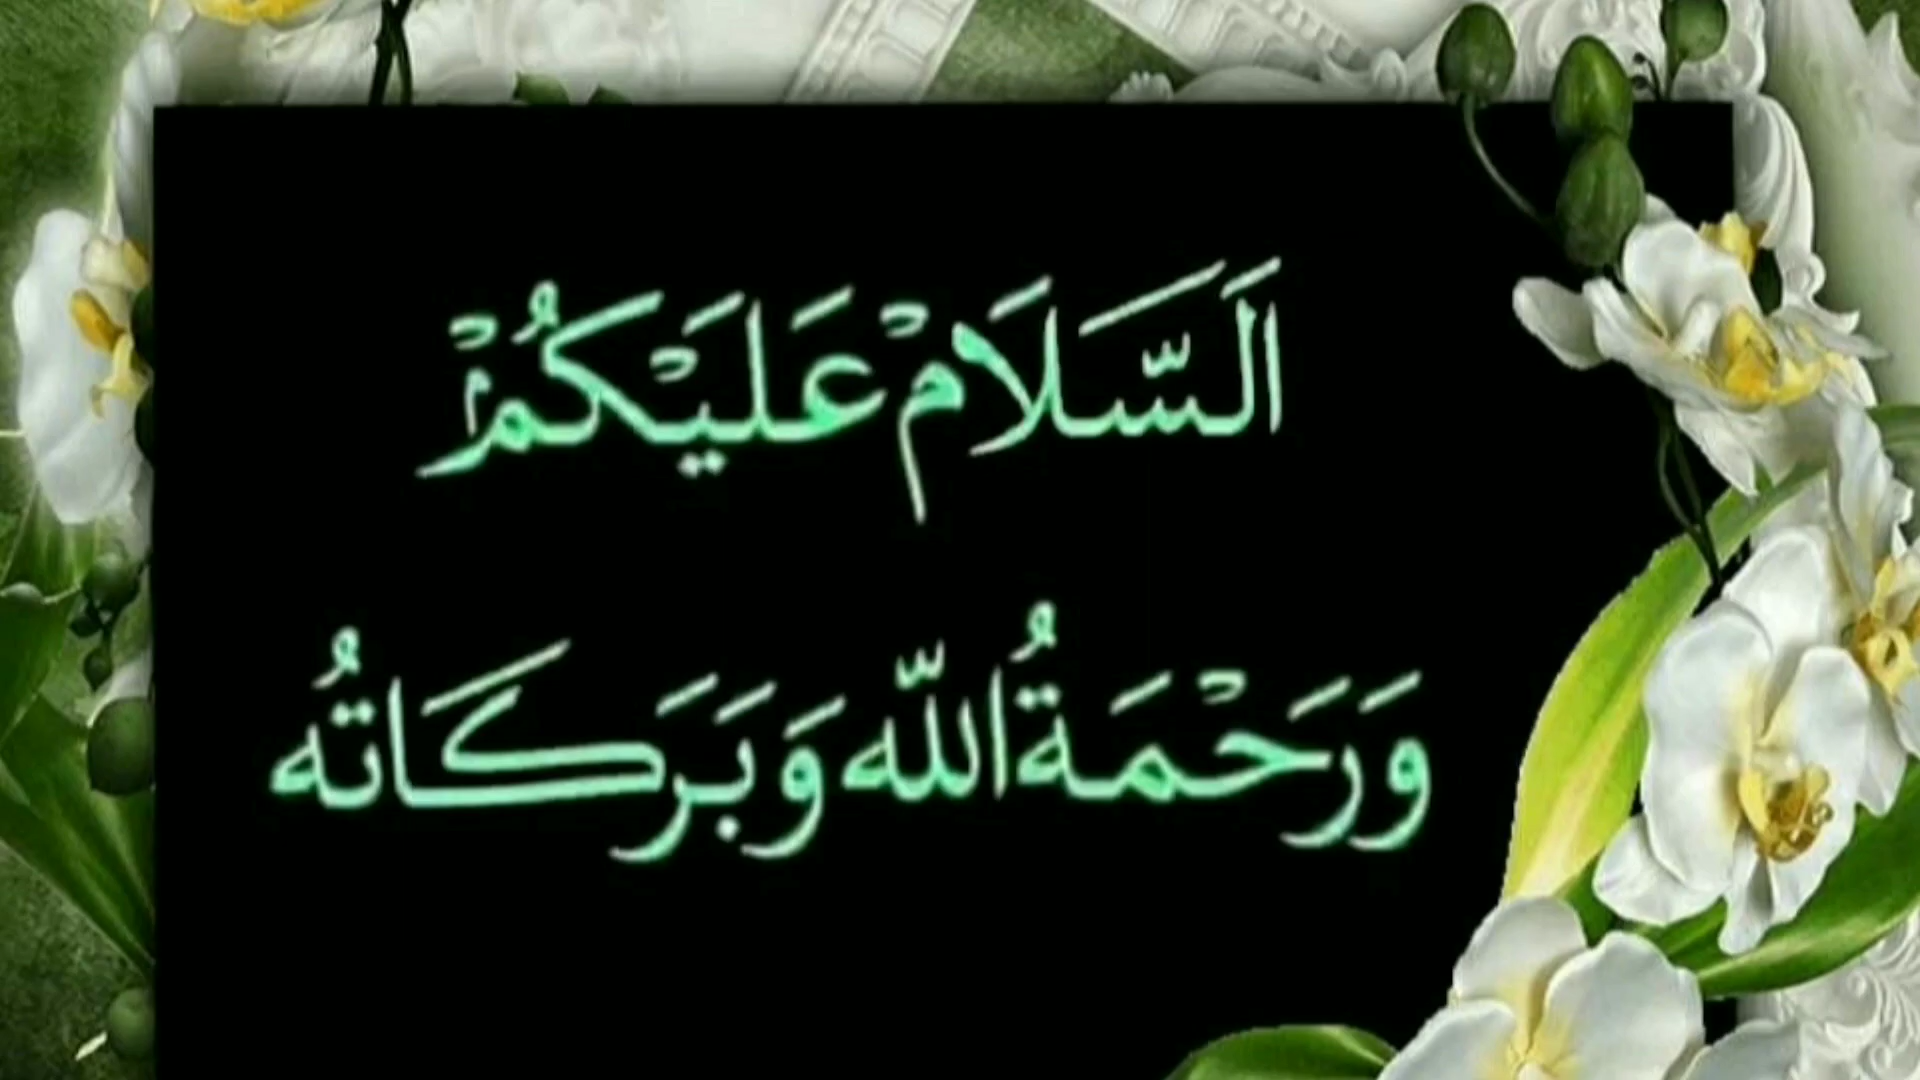 اَلسَّلَامْ عَلَيْكُمْ
وَرَحْمَةُ اللّه وَبَرَكَاتُه